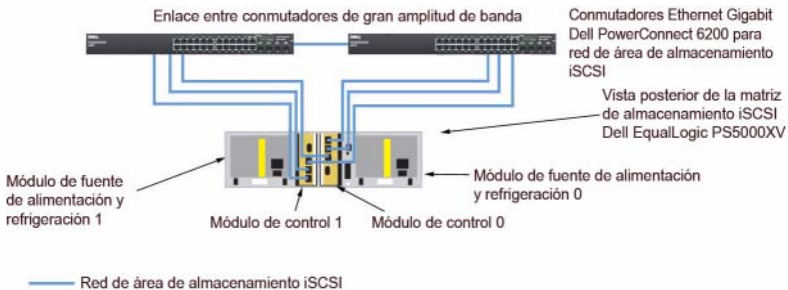 Enlace entre conmutadores de gran amplitud de banda
Conmutadores Ethernet Gigabit
Dell PowerConnect 6200 para
red de área de almacenamiento
iSCSI
Vista posterior de la matriz
de almacenamiento iSCSI
Dell EqualLogic PS5000XV
Módulo de fuente
de alimentación y
refrigeración 1
Módulo de control 1
Módulo de control 0
Módulo de fuente de alimentación
y refrigeración 0
Red de área de almacenamiento iSCSI